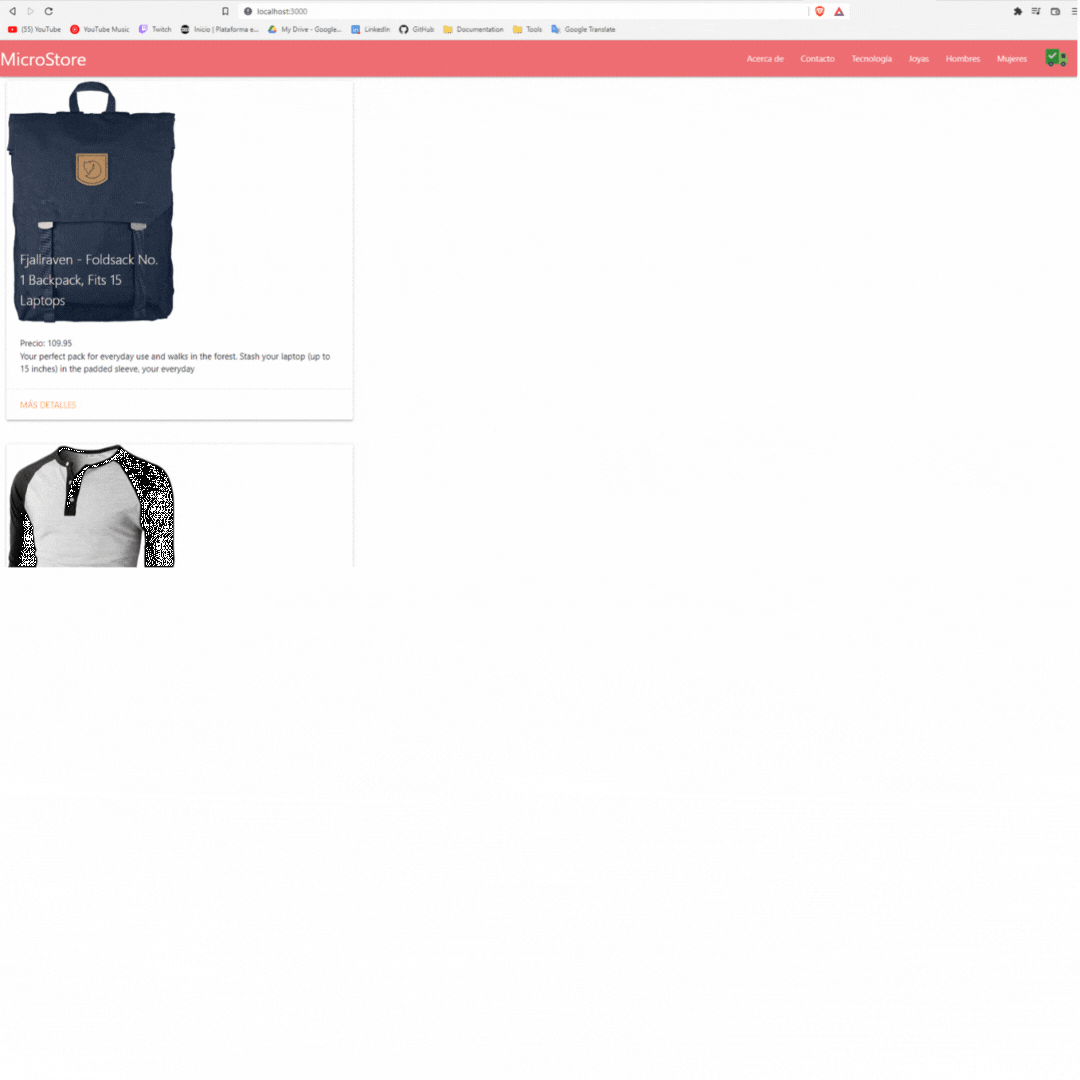 localhost:3000
(55) YouTube YouTube Music Twitch Inicio | Plataforma e... My Drive - Google... LinkedIn GitHub Documentation Tools Google Translate
MicroStore Acerca de Contacto Tecnología Joyas Hombres Mujeres
Fjallraven - Foldsack No.
1 Backpack, Fits 15
Laptops
Precio: 109.95
Your perfect pack for everyday use and walks in the forest. Stash your laptop (up to
15 inches) in the padded sleeve, your everyday
MÁS DETALLES